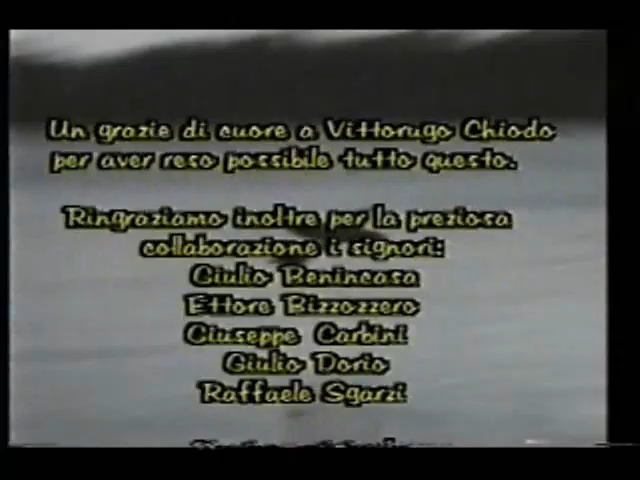 Un grazie di cuore a Vittorugo Chiodo
per aver reso possibile tutto questo.
Ringraziamo inoltre per la preziosa
collaborazione i signori:
Giulio Benincasa
Ettore Bizzozzero
Giuseppe Carbini
Giulio Dorio
Raffaele Sgarzi